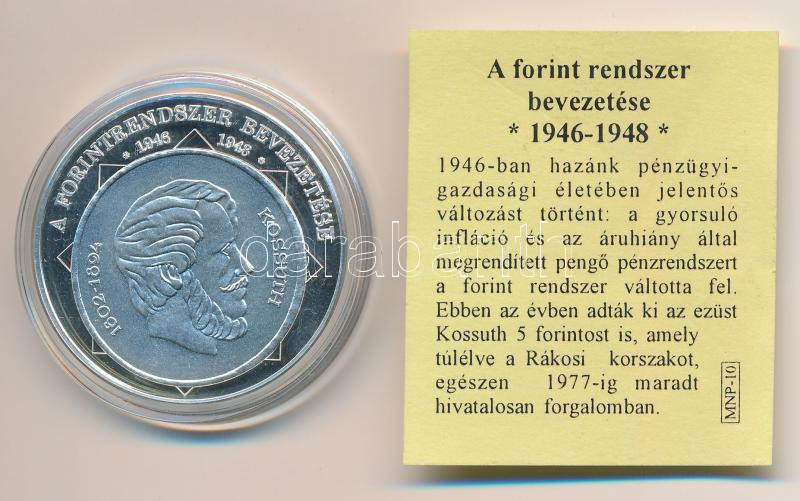 A FORINTRENDSZER BEVEZETÉSE
* 1946 1948 *
1802-1894
KOSSUTH
A forint rendszer
bevezetése
* 1946-1948 *
1946-ban hazánk pénzügyi-
gazdasági életében jelentős
változást történt: a gyorsuló
infláció és az áruhiány által
megrendített pengő pénzrendszert
a forint rendszer váltotta fel.
Ebben az évben adták ki az ezüst
Kossuth 5 forintost is, amely
túlélve a Rákosi korszakot,
egészen 1977-ig maradt
hivatalosan forgalomban.
MNP-10
darabanth